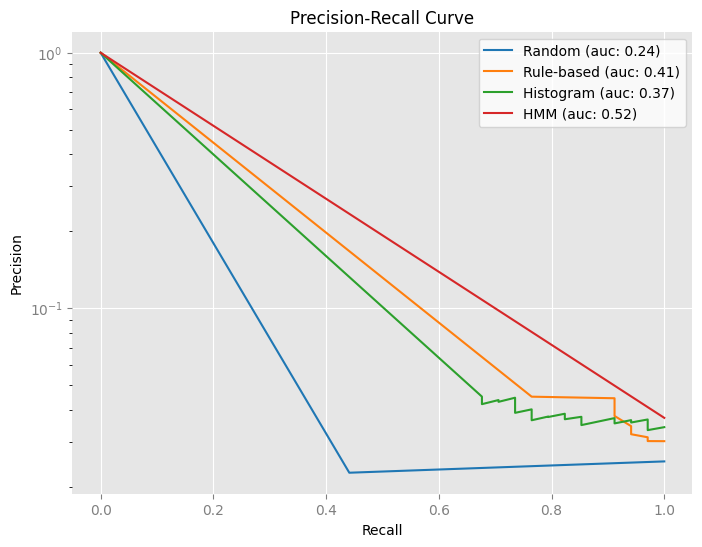 Precision-Recall Curve
Random (auc: 0.24)
Rule-based (auc: 0.41)
Histogram (auc: 0.37)
HMM (auc: 0.52)
Precision
10⁰
10⁻¹
0.0 0.2 0.4 0.6 0.8 1.0
Recall